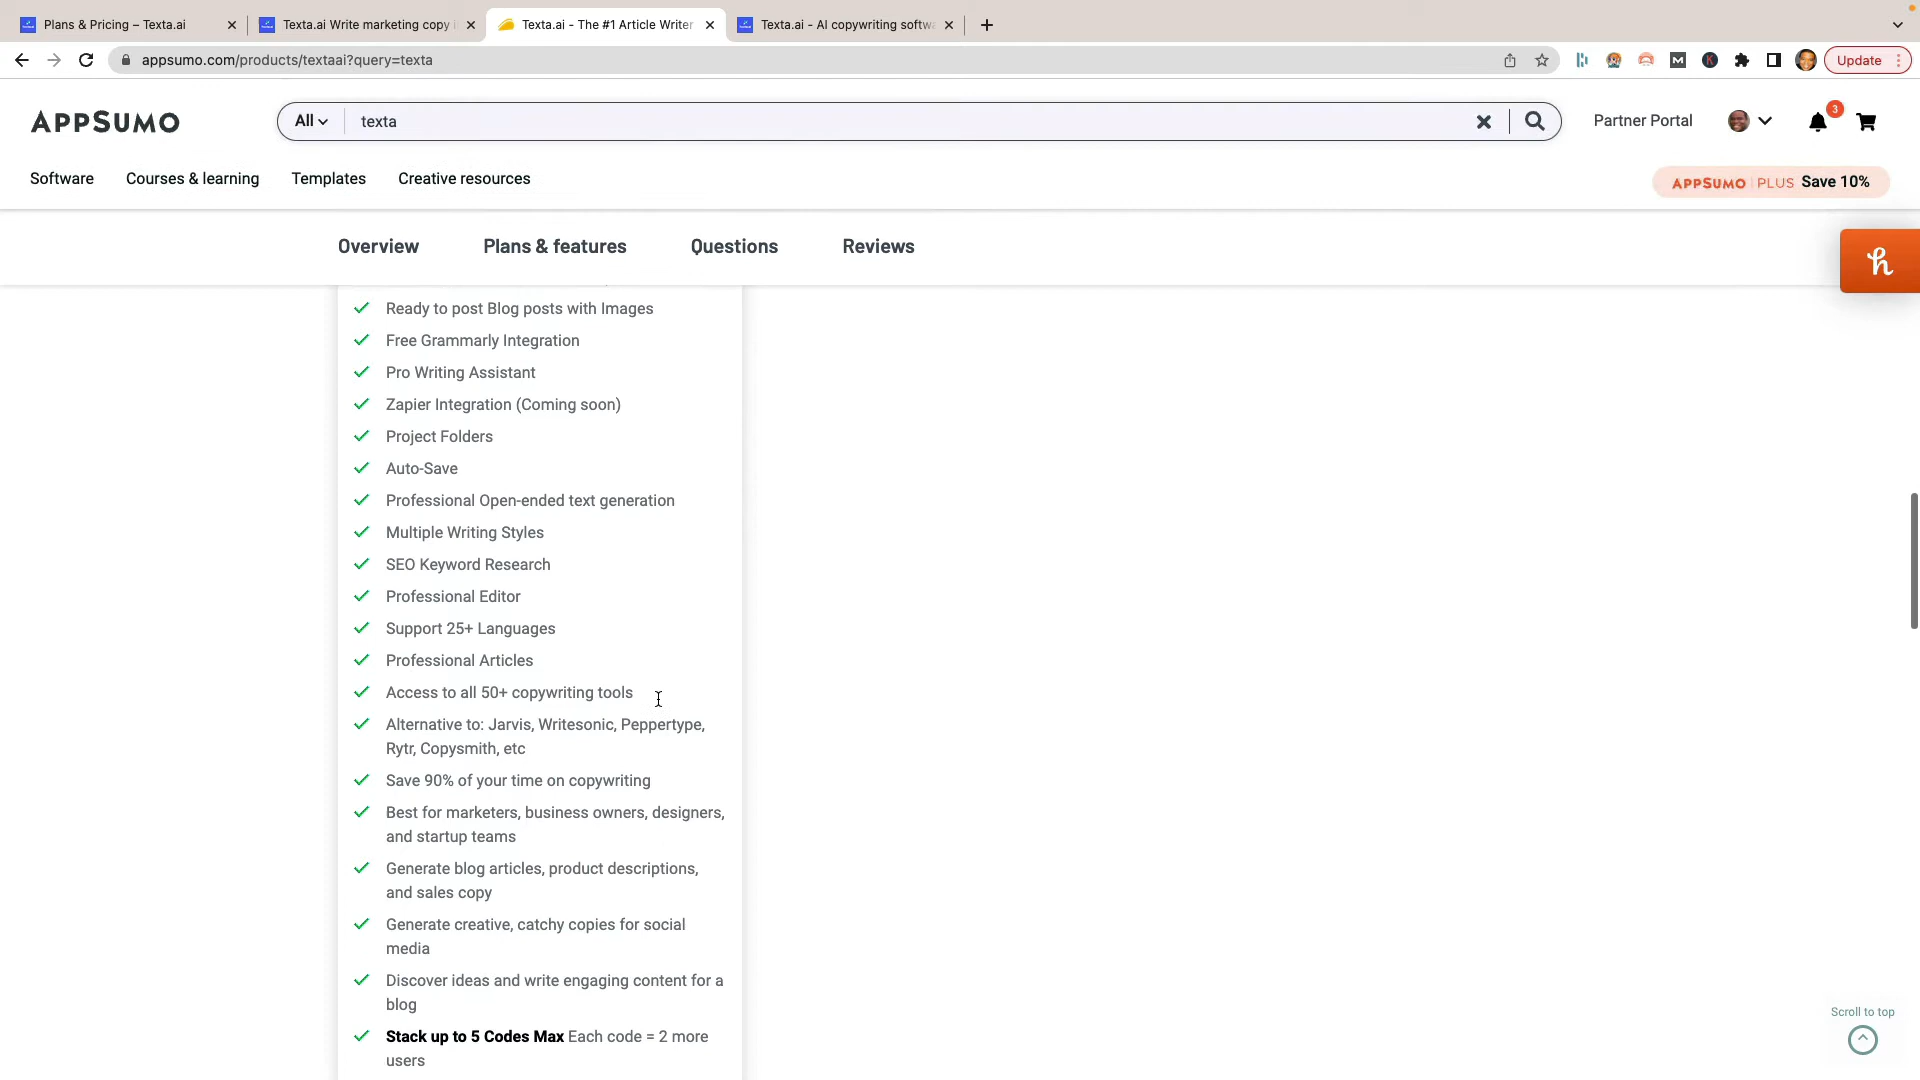 Plans & Pricing – Texta.ai
Texta.ai Write marketing copy i
Texta.ai - The #1 Article Writer
Texta.ai - AI copywriting softwa
appsumo.com/products/textaai?query=texta
Update
APPSUMO
All
texta
Partner Portal
3
Software
Courses & learning
Templates
Creative resources
APPSUMO PLUS Save 10%
Overview
Plans & features
Questions
Reviews
Ready to post Blog posts with Images
Free Grammarly Integration
Pro Writing Assistant
Zapier Integration (Coming soon)
Project Folders
Auto-Save
Professional Open-ended text generation
Multiple Writing Styles
SEO Keyword Research
Professional Editor
Support 25+ Languages
Professional Articles
Access to all 50+ copywriting tools
Alternative to: Jarvis, Writesonic, Peppertype,
Rytr, Copysmith, etc
Save 90% of your time on copywriting
Best for marketers, business owners, designers,
and startup teams
Generate blog articles, product descriptions,
and sales copy
Generate creative, catchy copies for social
media
Discover ideas and write engaging content for a
blog
Stack up to 5 Codes Max Each code = 2 more
users
Scroll to top